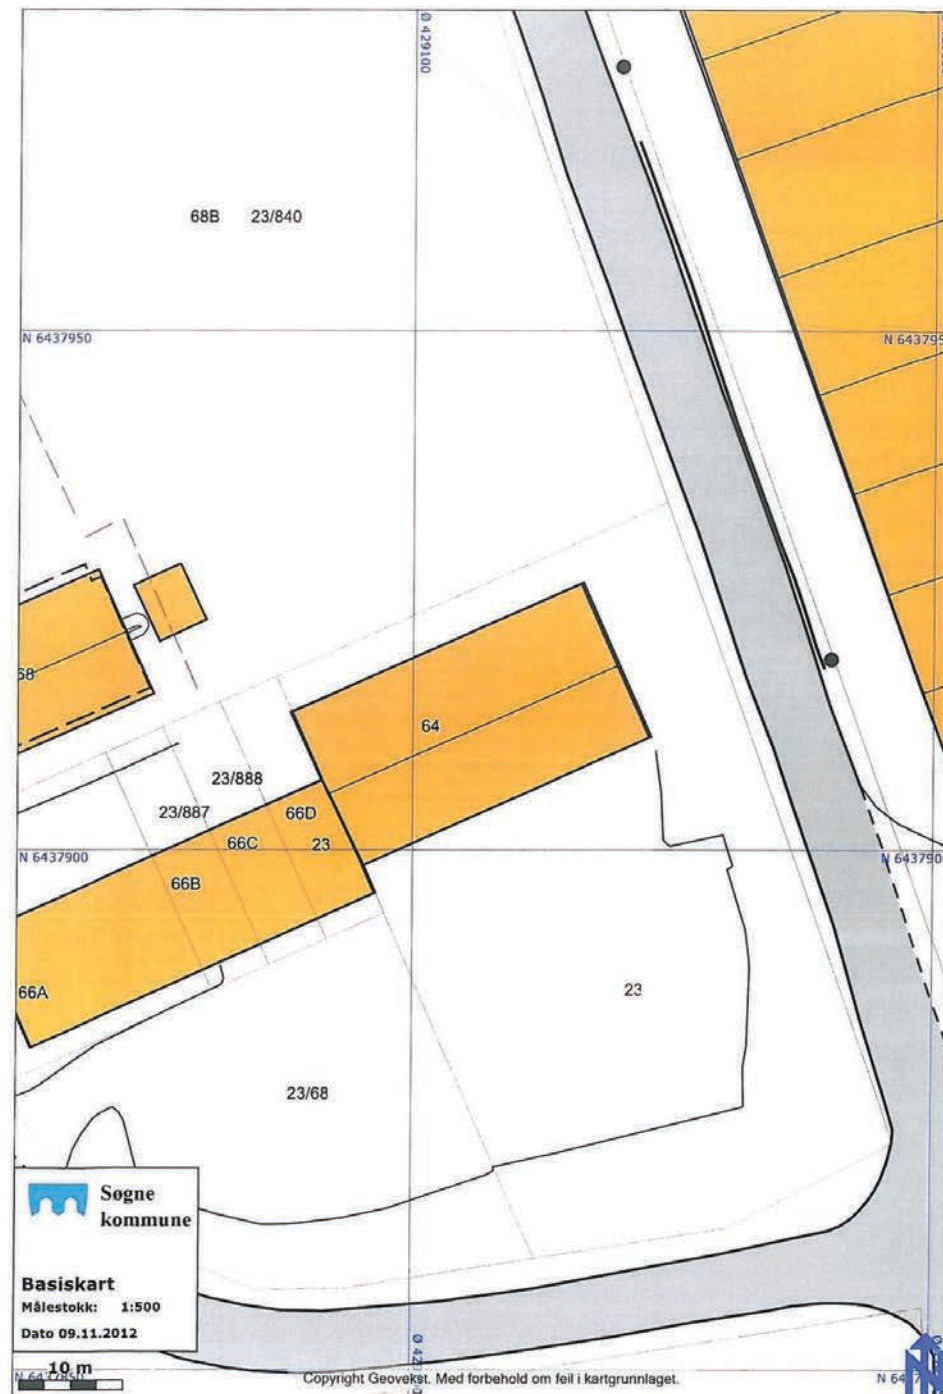 Ø 429100
68B 23/840
N 6437950
N 643795
68
64
23/888
23/887
66D
66C
23
N 6437900
N 6437900
66B
66A
23
23/68
Søgne
kommune
Basiskart
Målestokk: 1:500
Dato 09.11.2012
10 m
N 6437850
Copyright Geovekst. Med forbehold om feil i kartgrunnlaget.